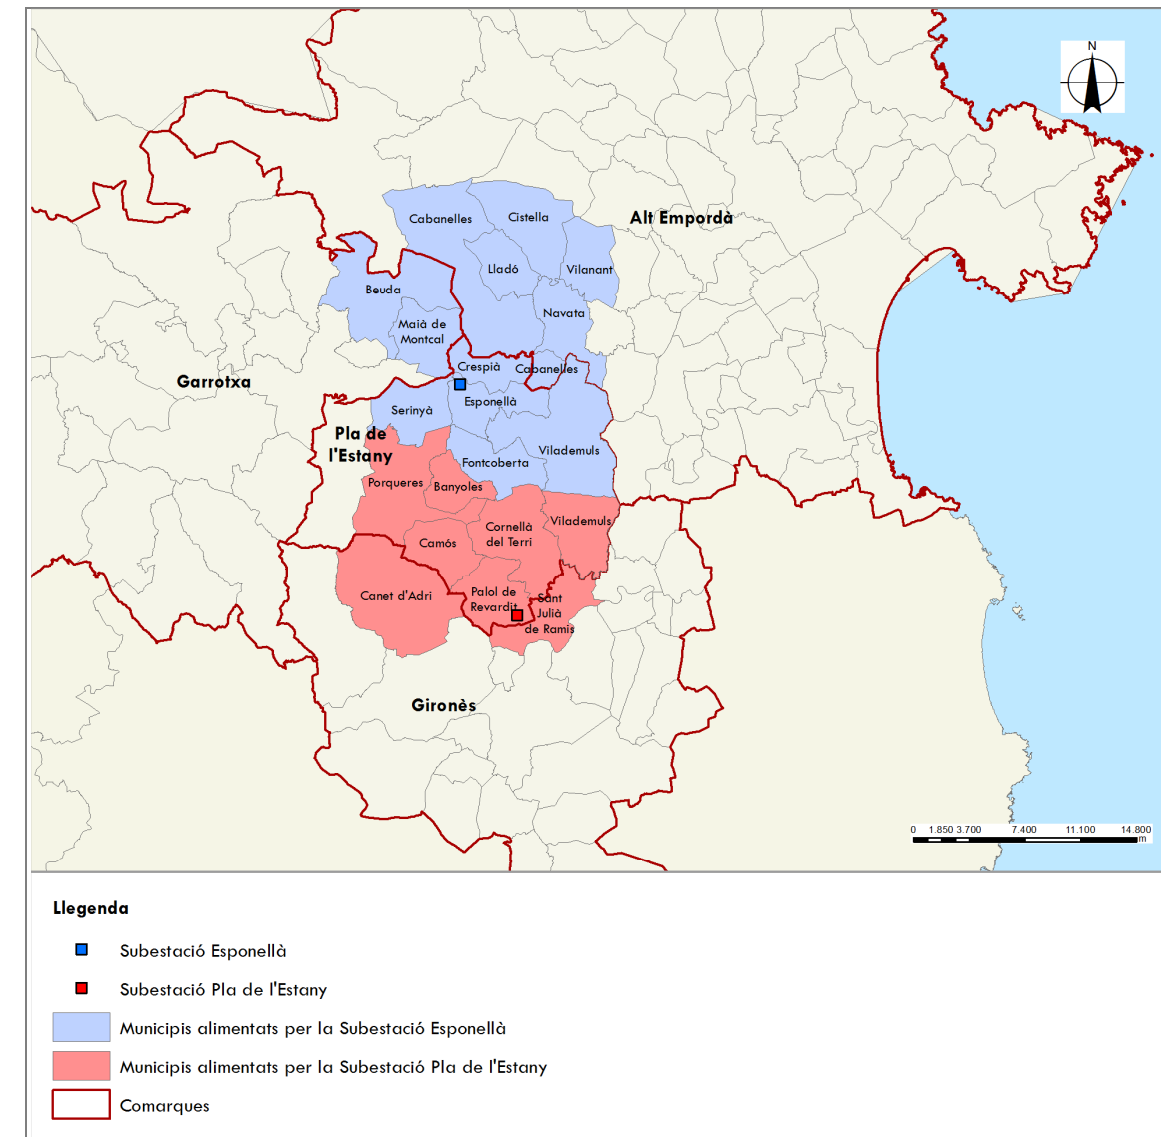 N
Cabanelles
Cistella
Alt Empordà
Lladó
Vilanant
Beuda
Navata
Maià de
Montcal
Crespià
Cabanelles
Garrotxa
Esponellà
Serinyà
Pla de
l'Estany
Vilademuls
Fontcoberta
Porqueres
Banyoles
Vilademuls
Cornellà
del Terri
Camós
Canet d'Adri
Palol de
Revardit
Sant
Julià
de Ramis
Gironès
0 1.850 3.700 7.400 11.100 14.800
m
Llegenda
Subestació Esponellà
Subestació Pla de l'Estany
Municipis alimentats per la Subestació Esponellà
Municipis alimentats per la Subestació Pla de l'Estany
Comarques